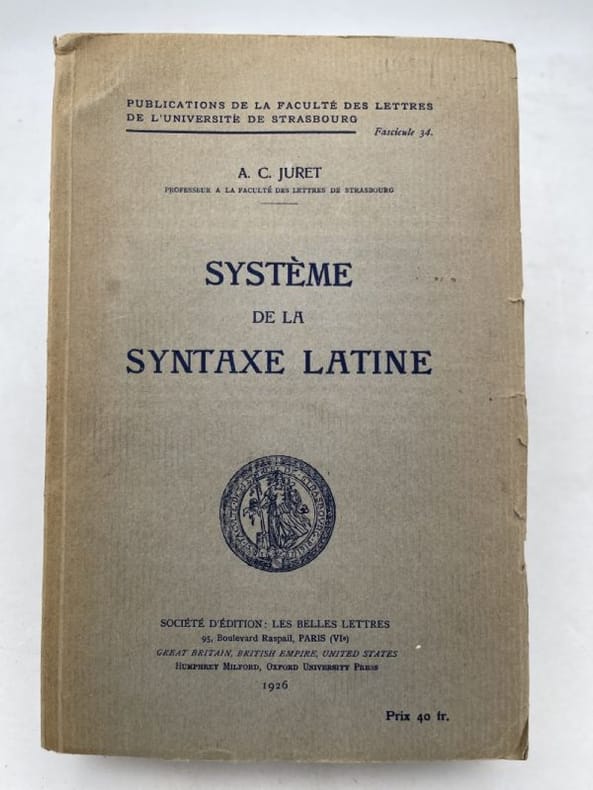 PUBLICATIONS DE LA FACULTÉ DES LETTRES
DE L'UNIVERSITÉ DE STRASBOURG
Fascicule 34.
A. C. JURET
PROFESSEUR A LA FACULTÉ DES LETTRES DE STRASBOURG
SYSTÈME
DE LA
SYNTAXE LATINE
SOCIÉTÉ D'ÉDITION: LES BELLES LETTRES
95, Boulevard Raspail, PARIS (VIe)
GREAT BRITAIN, BRITISH EMPIRE, UNITED STATES
HUMPHREY MILFORD, OXFORD UNIVERSITY PRESS
1926
Prix 40 fr.